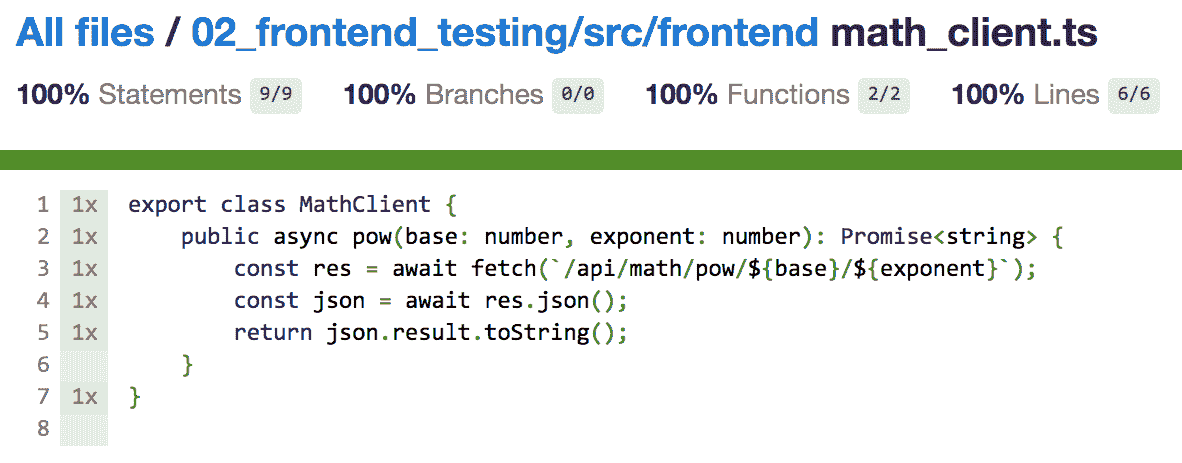 All files / 02_frontend_testing/src/frontend math_client.ts
100% Statements 9/9 100% Branches 0/0 100% Functions 2/2 100% Lines 6/6
1 1x export class MathClient {
2 1x public async pow(base: number, exponent: number): Promise<string> {
3 1x const res = await fetch(`/api/math/pow/${base}/${exponent}`);
4 1x const json = await res.json();
5 1x return json.result.toString();
6 }
7 1x }
8